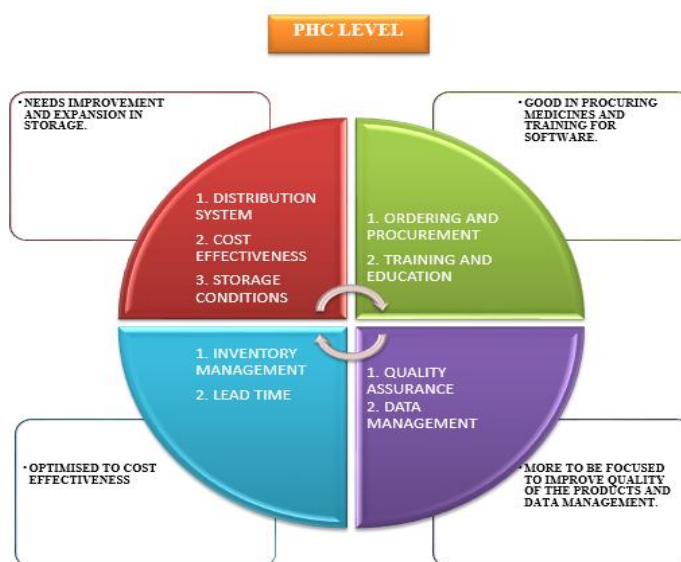 PHC LEVEL
• NEEDS IMPROVEMENT
AND EXPANSION IN
STORAGE.
• GOOD IN PROCURING
MEDICINES AND
TRAINING FOR
SOFTWARE.
1. DISTRIBUTION
SYSTEM
2. COST
EFFECTIVENESS
3. STORAGE
CONDITIONS
1. ORDERING AND
PROCUREMENT
2. TRAINING AND
EDUCATION
1. INVENTORY
MANAGEMENT
2. LEAD TIME
1. QUALITY
ASSURANCE
2. DATA
MANAGEMENT
• OPTIMISED TO COST
EFFECTIVENESS
• MORE TO BE FOCUSED
TO IMPROVE QUALITY
OF THE PRODUCTS AND
DATA MANAGEMENT.